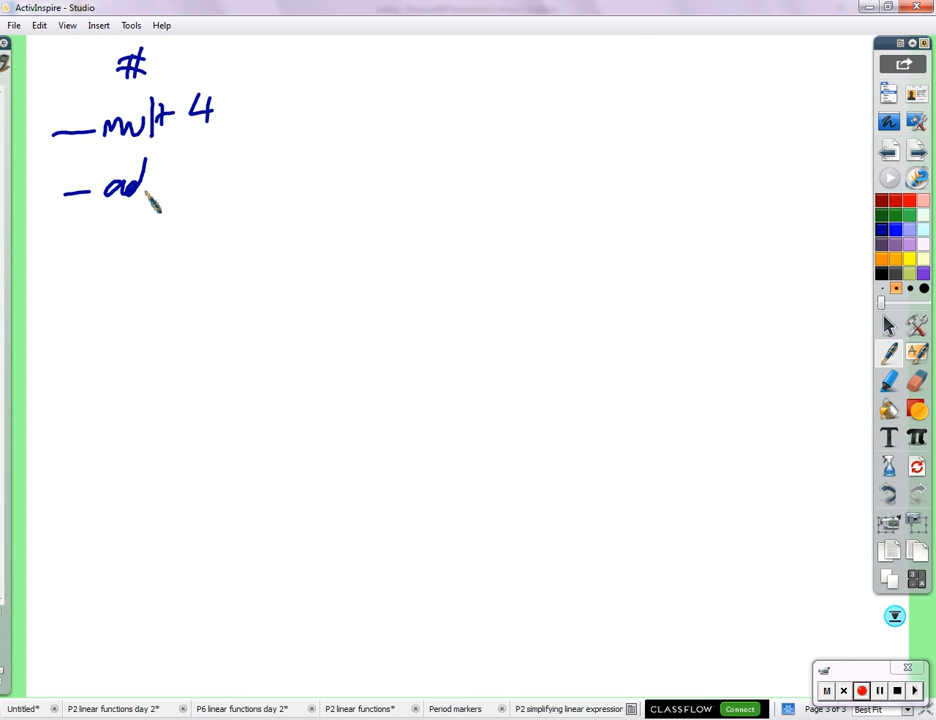 ActivInspire - Studio
File Edit View Insert Tools Help
#
— mult 4
— ad
T π
M
Untitled* P2 linear functions day 2* P6 linear functions day 2* P2 linear functions* Period markers P2 simplifying linear expression CLASSFLOW Connect Page 3 of 3 Best Fit